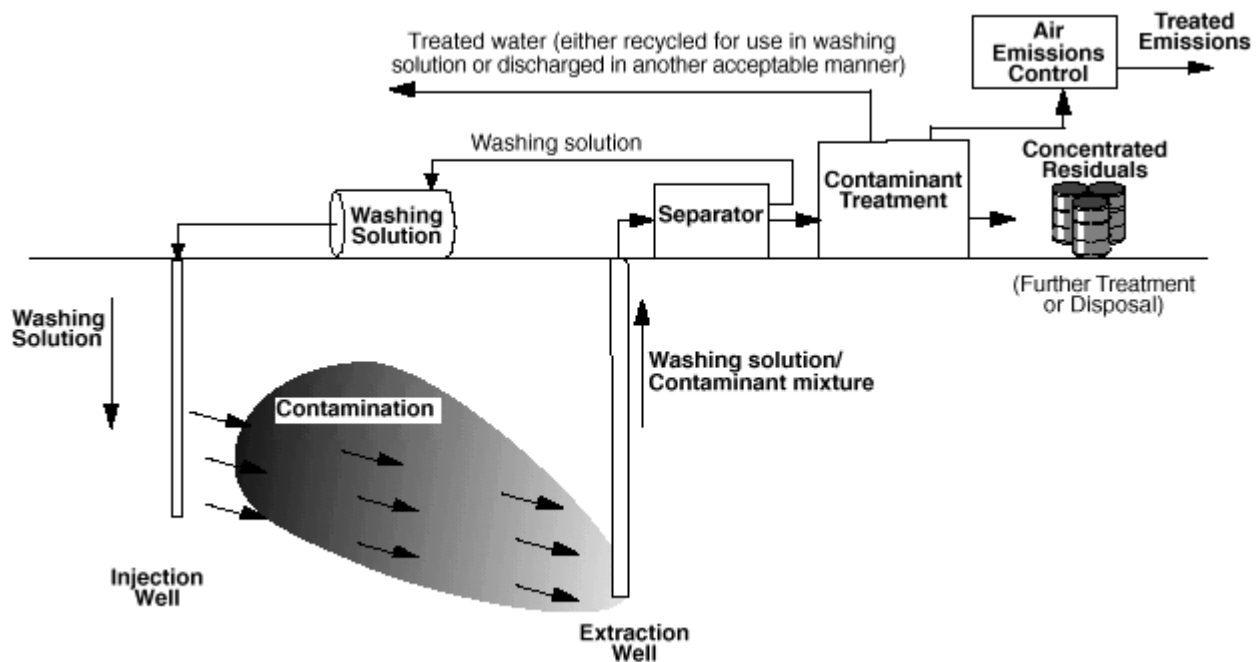 Treated water (either recycled for use in washing
solution or discharged in another acceptable manner)
Air
Emissions
Control
Treated
Emissions
Washing solution
Washing
Solution
Separator
Contaminant
Treatment
Concentrated
Residuals
(Further Treatment
or Disposal)
Washing
Solution
Washing solution/
Contaminant mixture
Contamination
Injection
Well
Extraction
Well